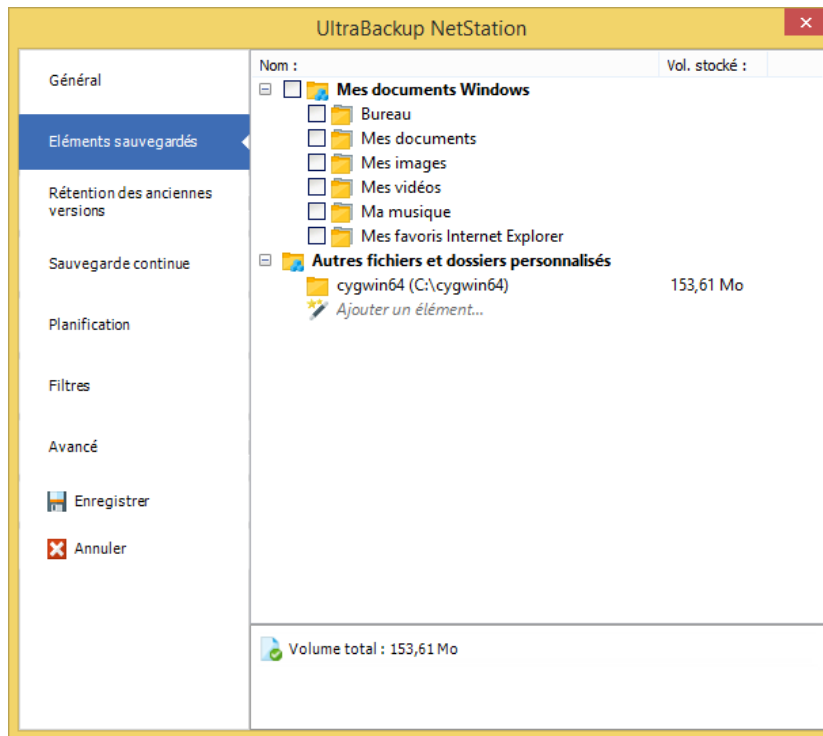 UltraBackup NetStation
Général
Eléments sauvegardés
Rétention des anciennes
versions
Sauvegarde continue
Planification
Filtres
Avancé
Enregistrer
Annuler
Nom : Vol. stocké :
Mes documents Windows
Bureau
Mes documents
Mes images
Mes vidéos
Ma musique
Mes favoris Internet Explorer
Autres fichiers et dossiers personnalisés
cygwin64 (C:\cygwin64) 153,61 Mo
Ajouter un élément...
Volume total : 153,61 Mo